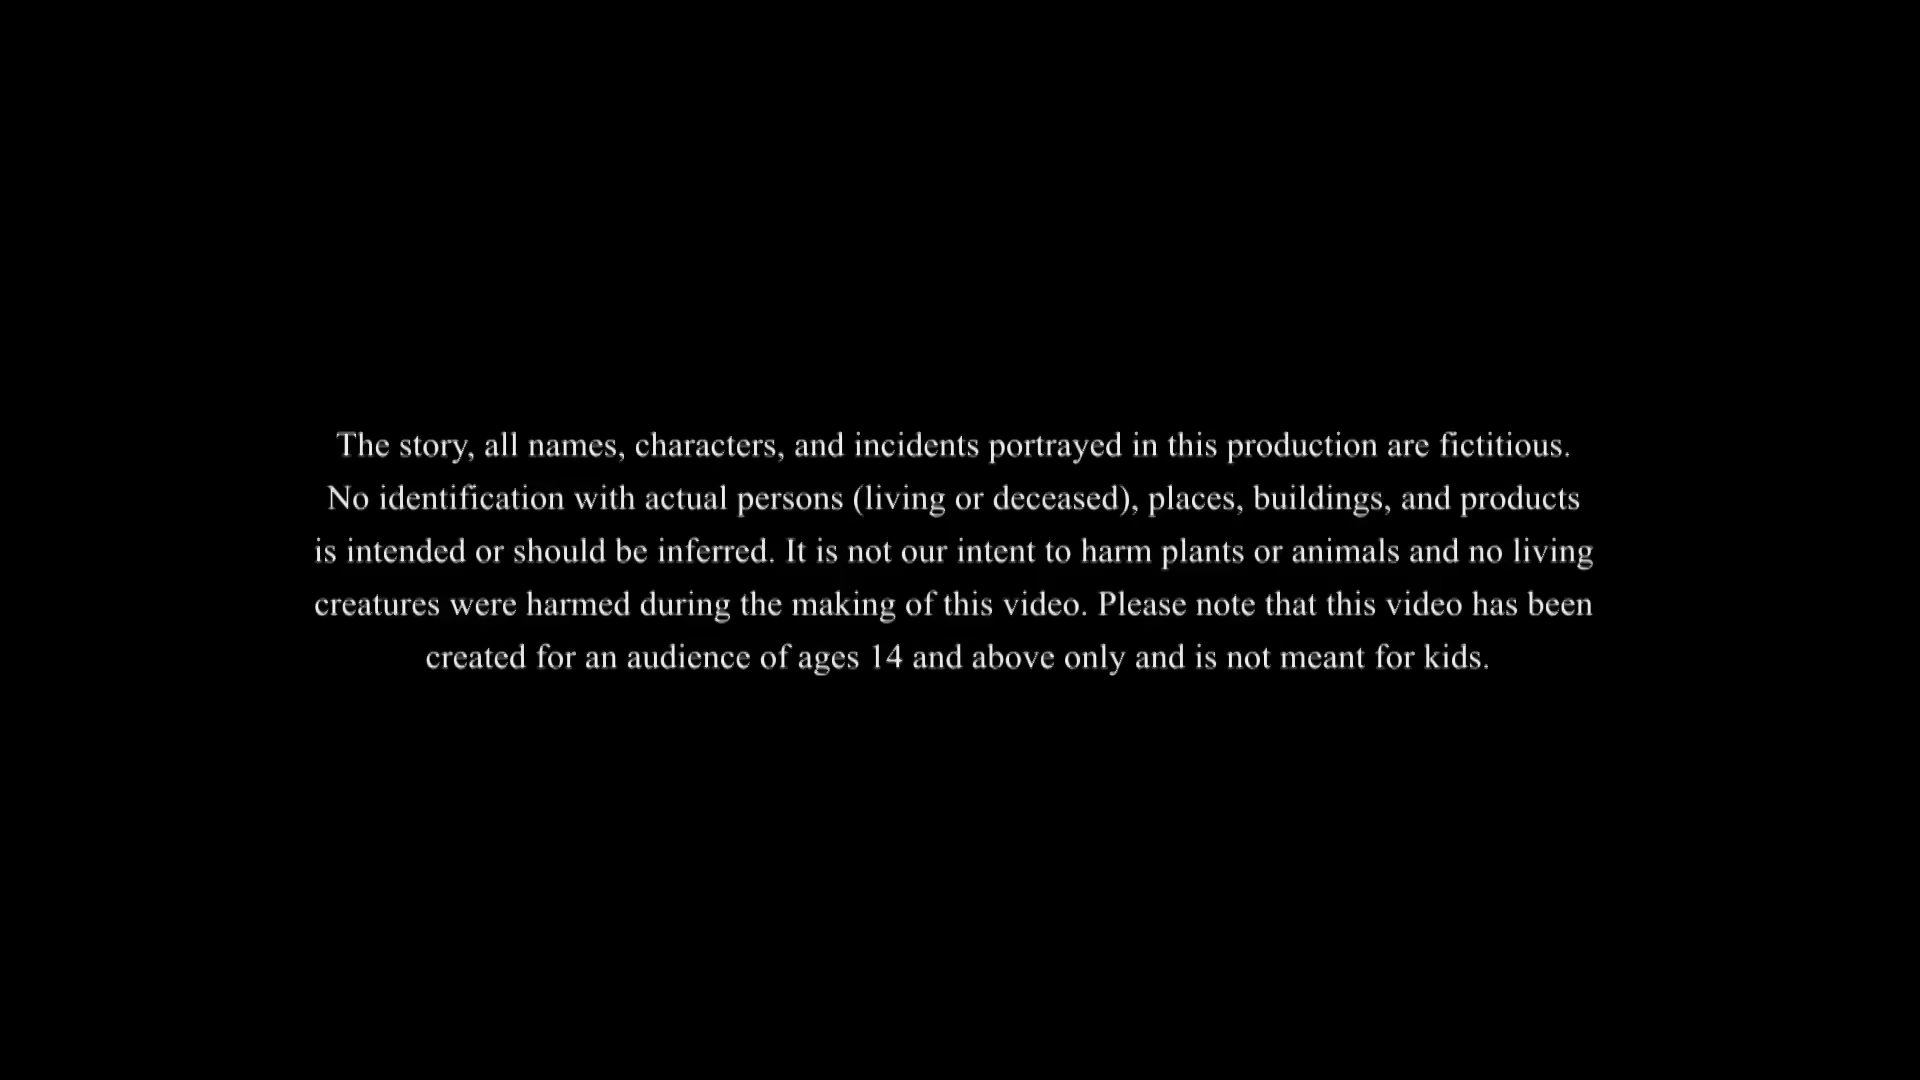 The story, all names, characters, and incidents portrayed in this production are fictitious.
No identification with actual persons (living or deceased), places, buildings, and products
is intended or should be inferred. It is not our intent to harm plants or animals and no living
creatures were harmed during the making of this video. Please note that this video has been
created for an audience of ages 14 and above only and is not meant for kids.